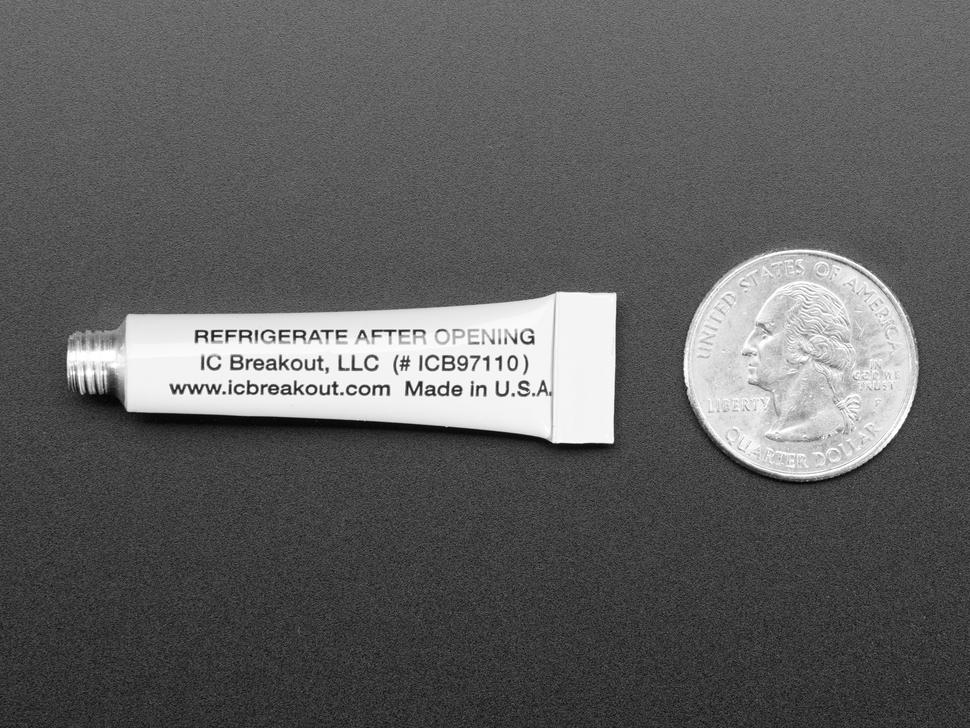 REFRIGERATE AFTER OPENING
IC Breakout, LLC (# ICB97110)
www.icbreakout.com Made in U.S.A.
UNITED STATES OF AMERICA
LIBERTY
IN
GOD WE
TRUST
P
QUARTER DOLLAR